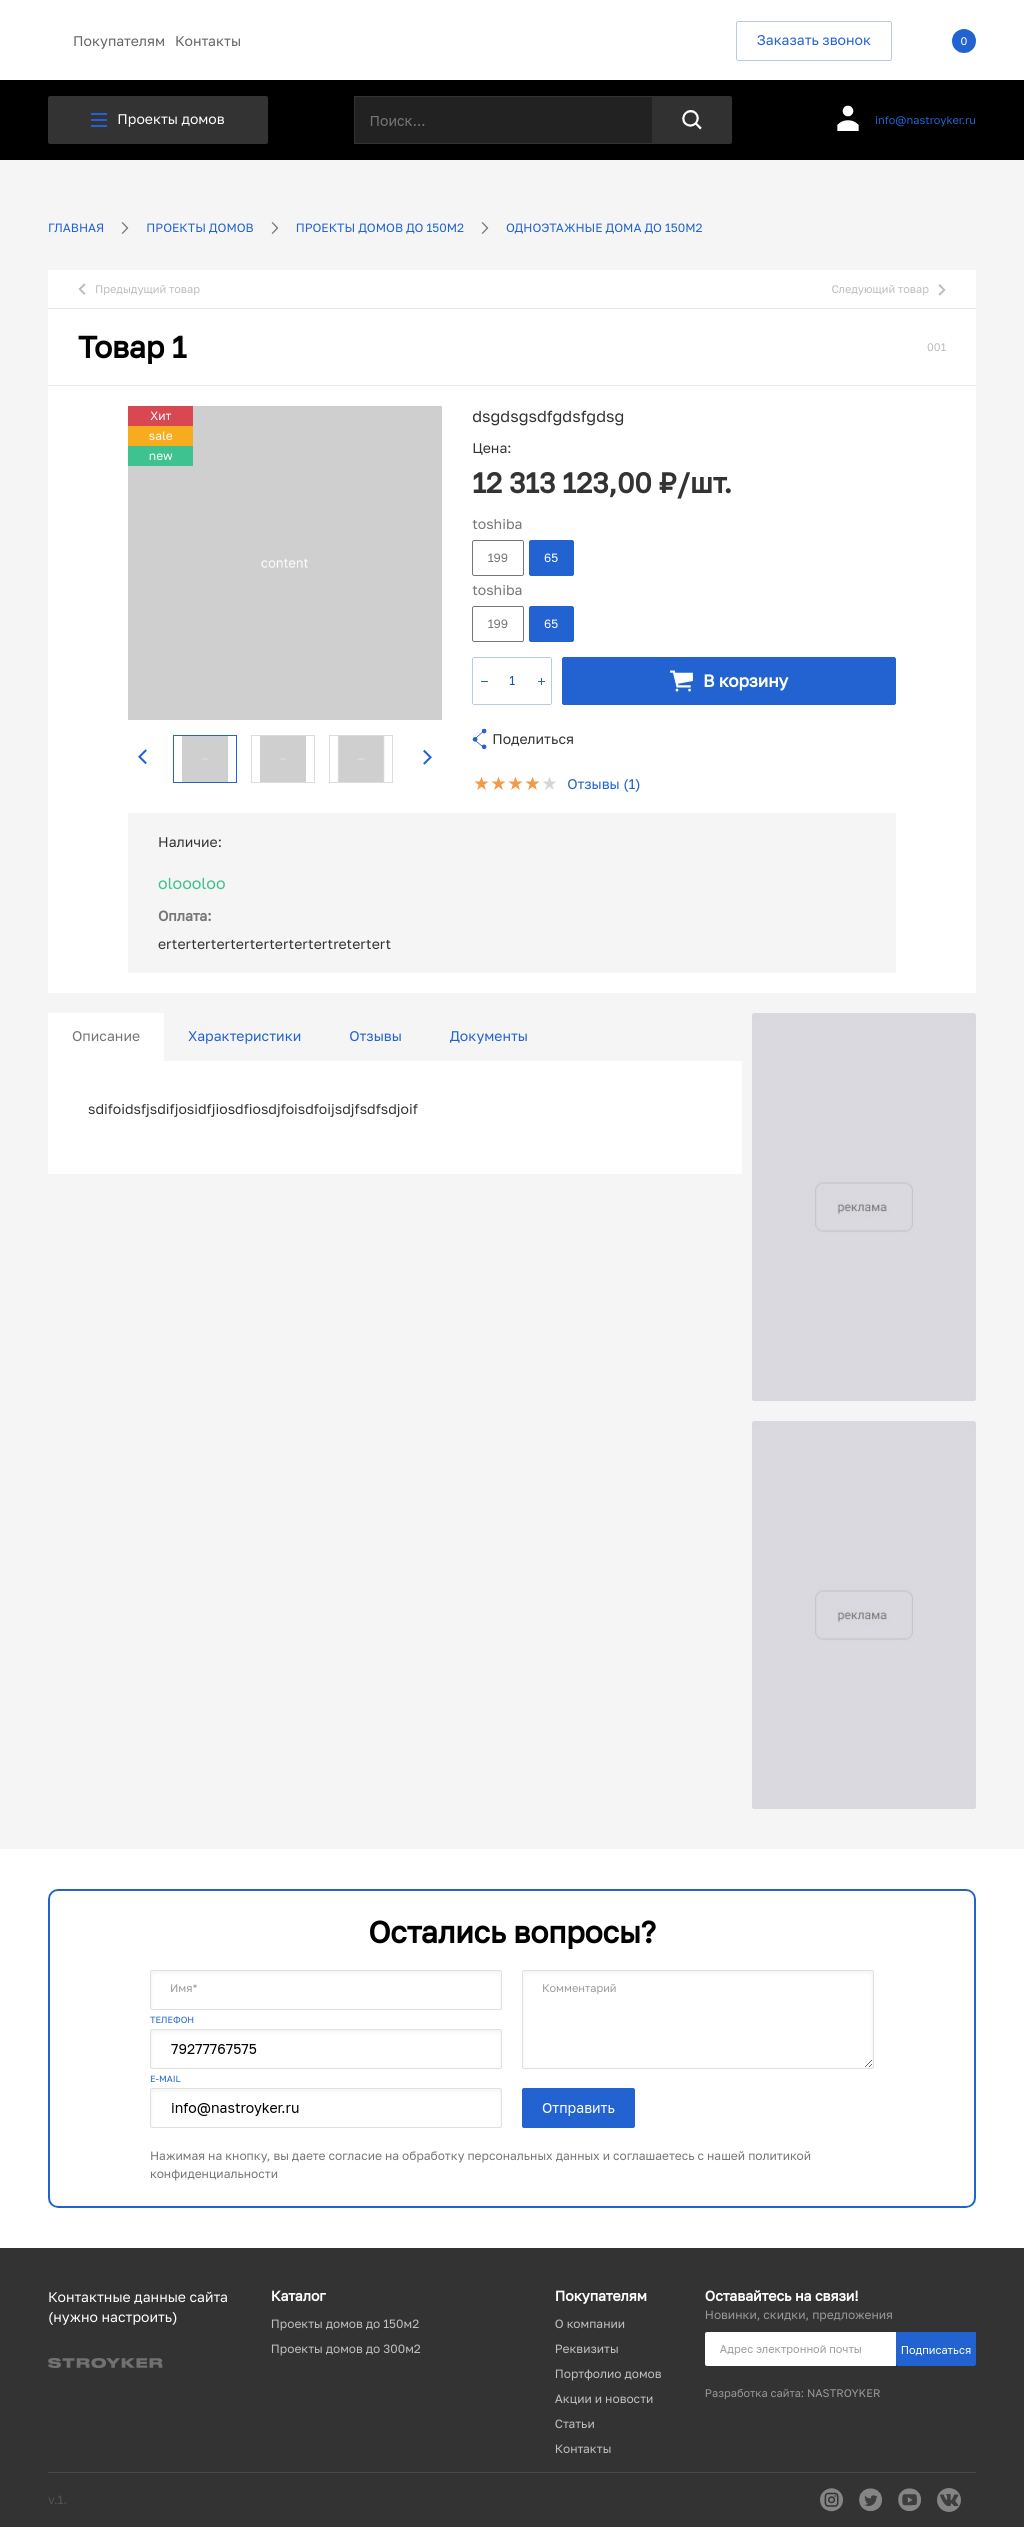 Покупателям Контакты
Заказать звонок
0
Проекты домов
Поиск...
info@nastroyker.ru
ГЛАВНАЯ
ПРОЕКТЫ ДОМОВ
ПРОЕКТЫ ДОМОВ ДО 150М2
ОДНОЭТАЖНЫЕ ДОМА ДО 150М2
Предыдущий товар
Следующий товар
Товар 1
001
Хит
sale
new
content
dsgdsgsdfgdsfgdsg
Цена:
12 313 123,00 ₽/шт.
toshiba
199 65
toshiba
199 65
− 1 +
В корзину
Поделиться
Отзывы (1)
Наличие:
oloooloo
Оплата:
ertertertertertertertertretertert
Описание
Характеристики
Отзывы
Документы
sdifoidsfjsdifjosidfjiosdfiosdjfoisdfoijsdjfsdfsdjoif
реклама
реклама
Остались вопросы?
Имя*
Комментарий
ТЕЛЕФОН
79277767575
E-MAIL
info@nastroyker.ru
Отправить
Нажимая на кнопку, вы даете согласие на обработку персональных данных и соглашаетесь с нашей политикой
конфиденциальности
Контактные данные сайта
(нужно настроить)
STROYKER
Каталог
Проекты домов до 150м2
Проекты домов до 300м2
Покупателям
О компании
Реквизиты
Портфолио домов
Акции и новости
Статьи
Контакты
Оставайтесь на связи!
Новинки, скидки, предложения
Адрес электронной почты
Подписаться
Разработка сайта: NASTROYKER
v.1.